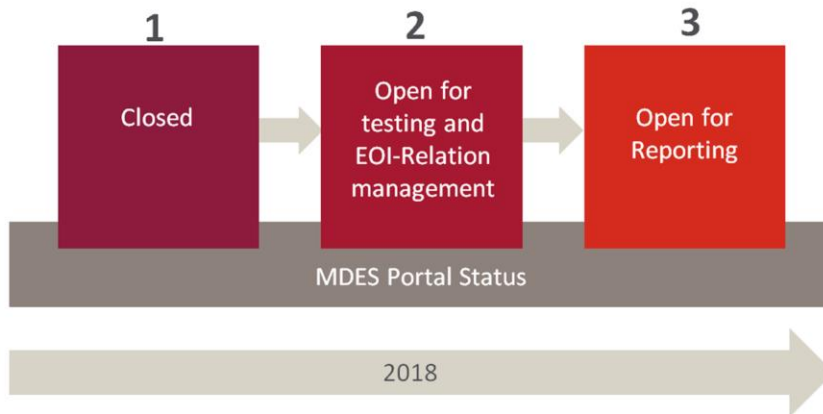 1
2
3
Closed
Open for
testing and
EOI-Relation
management
Open for
Reporting
MDES Portal Status
2018